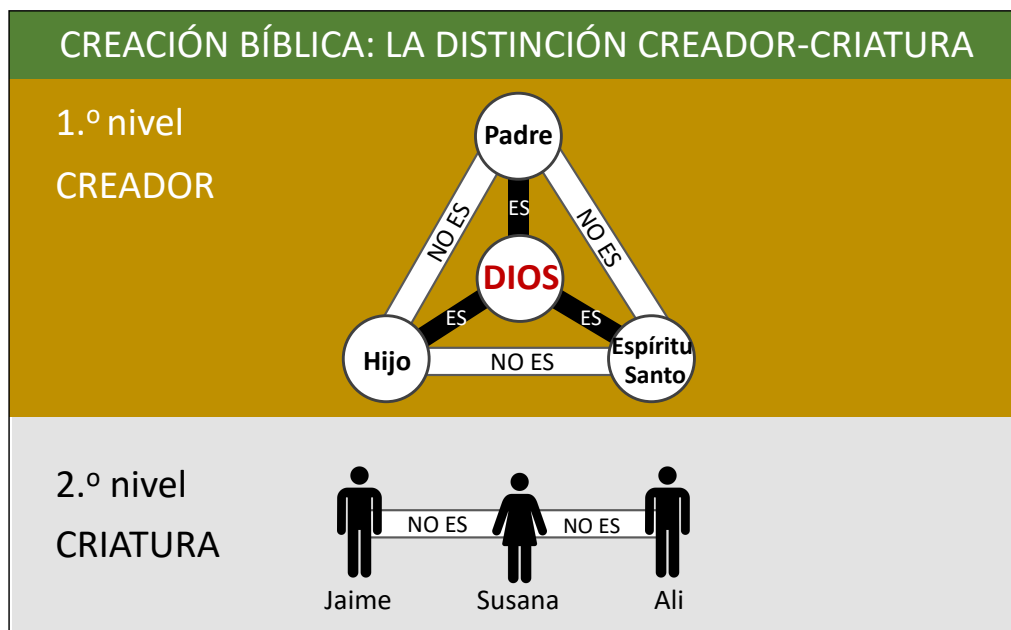 CREACIÓN BÍBLICA: LA DISTINCIÓN CREADOR-CRIATURA
1.º nivel
CREADOR
Padre
ES
NO ES
NO ES
DIOS
ES
ES
Hijo
NO ES
Espíritu
Santo
2.º nivel
CRIATURA
NO ES
NO ES
Jaime
Susana
Ali